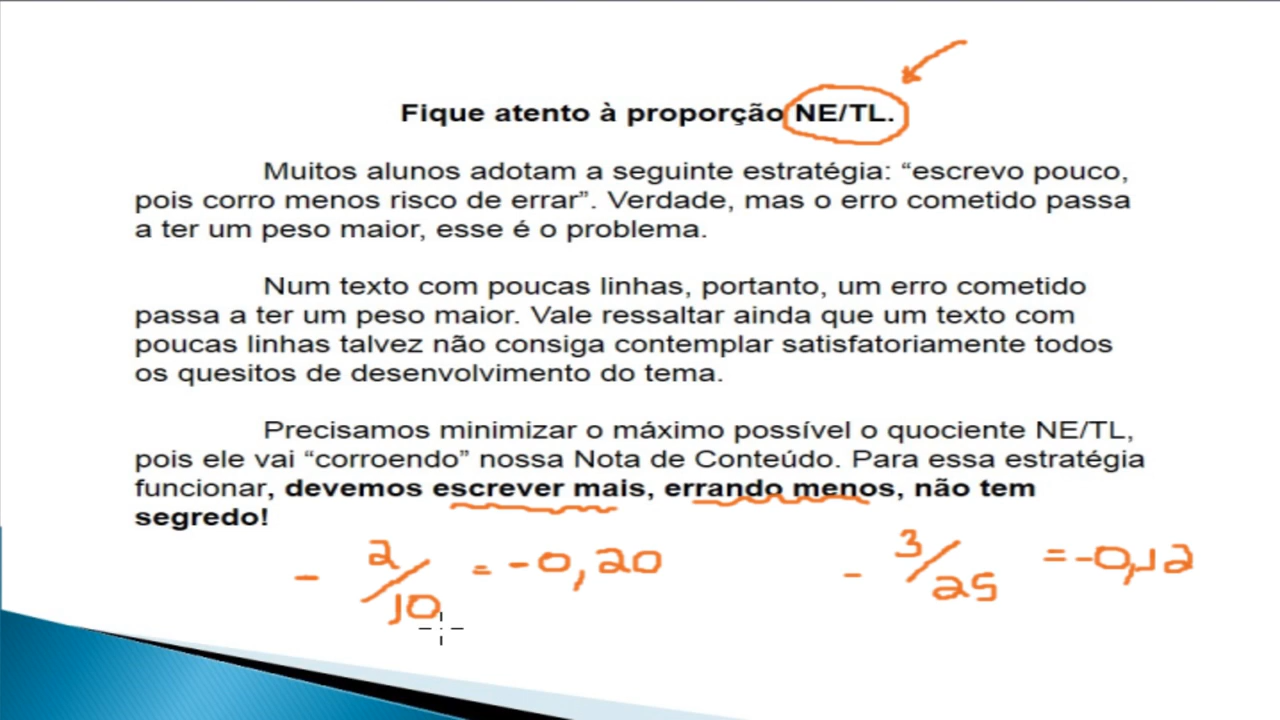 Fique atento à proporção NE/TL.
Muitos alunos adotam a seguinte estratégia: “escrevo pouco,
pois corro menos risco de errar”. Verdade, mas o erro cometido passa
a ter um peso maior, esse é o problema.
Num texto com poucas linhas, portanto, um erro cometido
passa a ter um peso maior. Vale ressaltar ainda que um texto com
poucas linhas talvez não consiga contemplar satisfatoriamente todos
os quesitos de desenvolvimento do tema.
Precisamos minimizar o máximo possível o quociente NE/TL,
pois ele vai “corroendo” nossa Nota de Conteúdo. Para essa estratégia
funcionar, devemos escrever mais, errando menos, não tem
segredo!
- 2/10 = -0,20 - 3/25 = -0,12